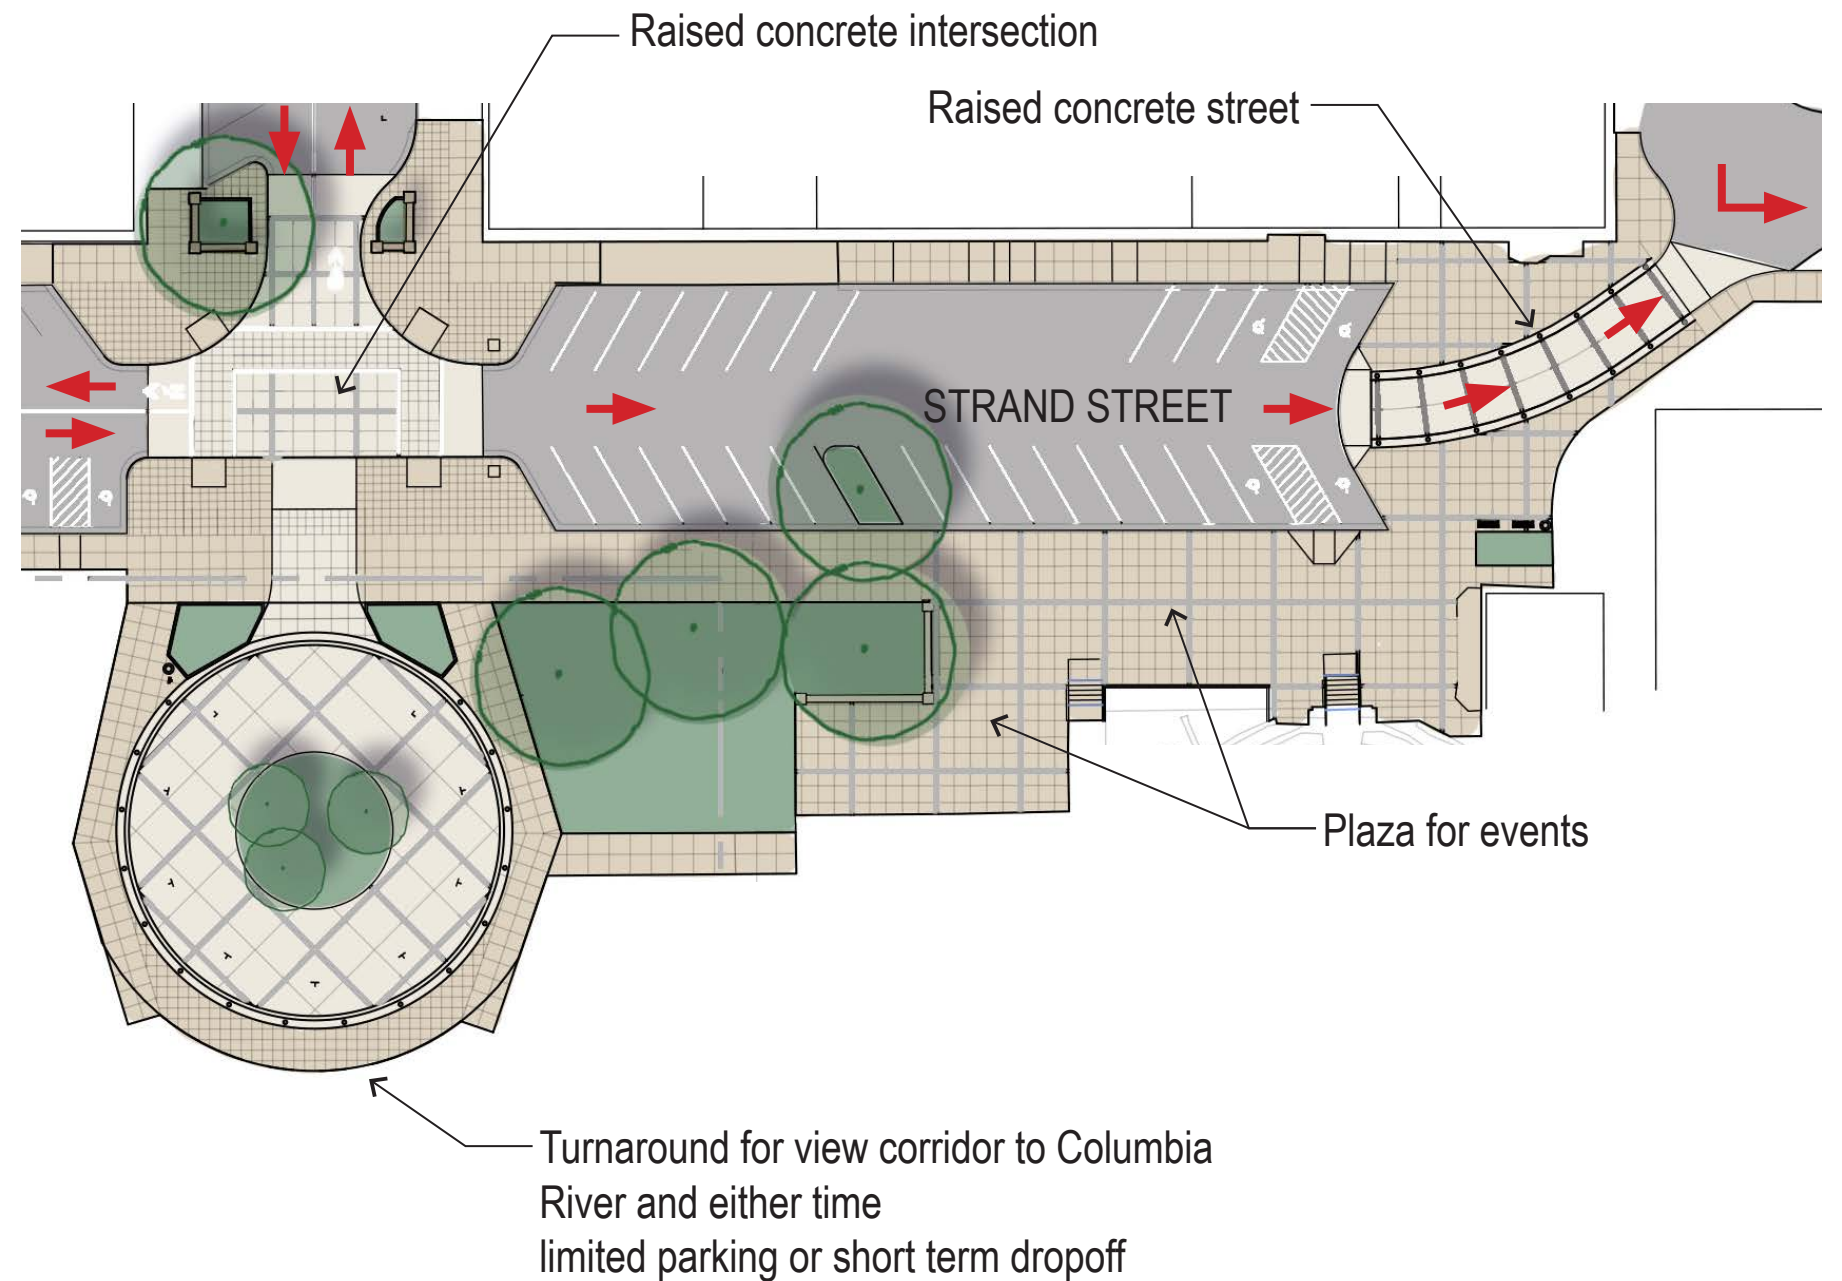 Raised concrete intersection
Raised concrete street
STRAND STREET
Plaza for events
Turnaround for view corridor to Columbia
River and either time
limited parking or short term dropoff